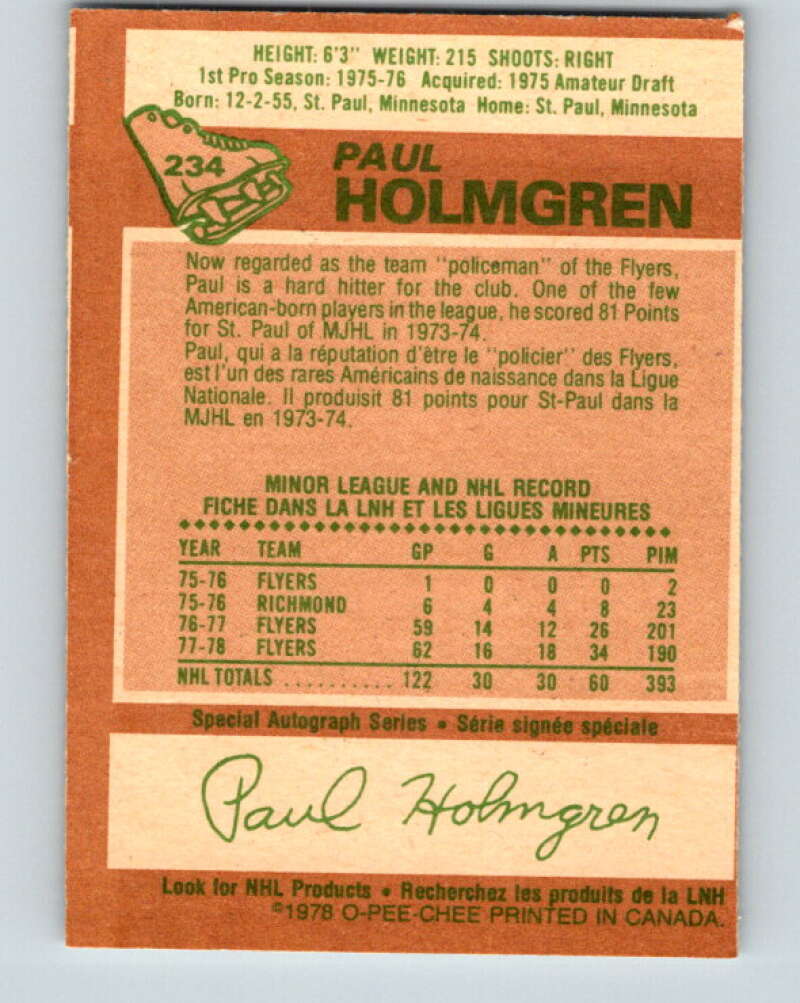 HEIGHT: 6'3" WEIGHT: 215 SHOOTS: RIGHT
1st Pro Season: 1975-76 Acquired: 1975 Amateur Draft
Born: 12-2-55, St. Paul, Minnesota Home: St. Paul, Minnesota
234
PAUL
HOLMGREN
Now regarded as the team "policeman" of the Flyers,
Paul is a hard hitter for the club. One of the few
American-born players in the league, he scored 81 Points
for St. Paul of MJHL in 1973-74.
Paul, qui a la réputation d'être le "policier" des Flyers,
est l'un des rares Américains de naissance dans la Ligue
Nationale. Il produisit 81 points pour St-Paul dans la
MJHL en 1973-74.
MINOR LEAGUE AND NHL RECORD
FICHE DANS LA LNH ET LES LIGUES MINEURES
YEAR TEAM GP G A PTS PIM
75-76 FLYERS 1 0 0 0 2
75-76 RICHMOND 6 4 4 8 23
76-77 FLYERS 59 14 12 26 201
77-78 FLYERS 62 16 18 34 190
NHL TOTALS .......... 122 30 30 60 393
Special Autograph Series • Série signée spéciale
Paul Holmgren
Look for NHL Products • Recherchez les produits de la LNH
©1978 O-PEE-CHEE PRINTED IN CANADA.